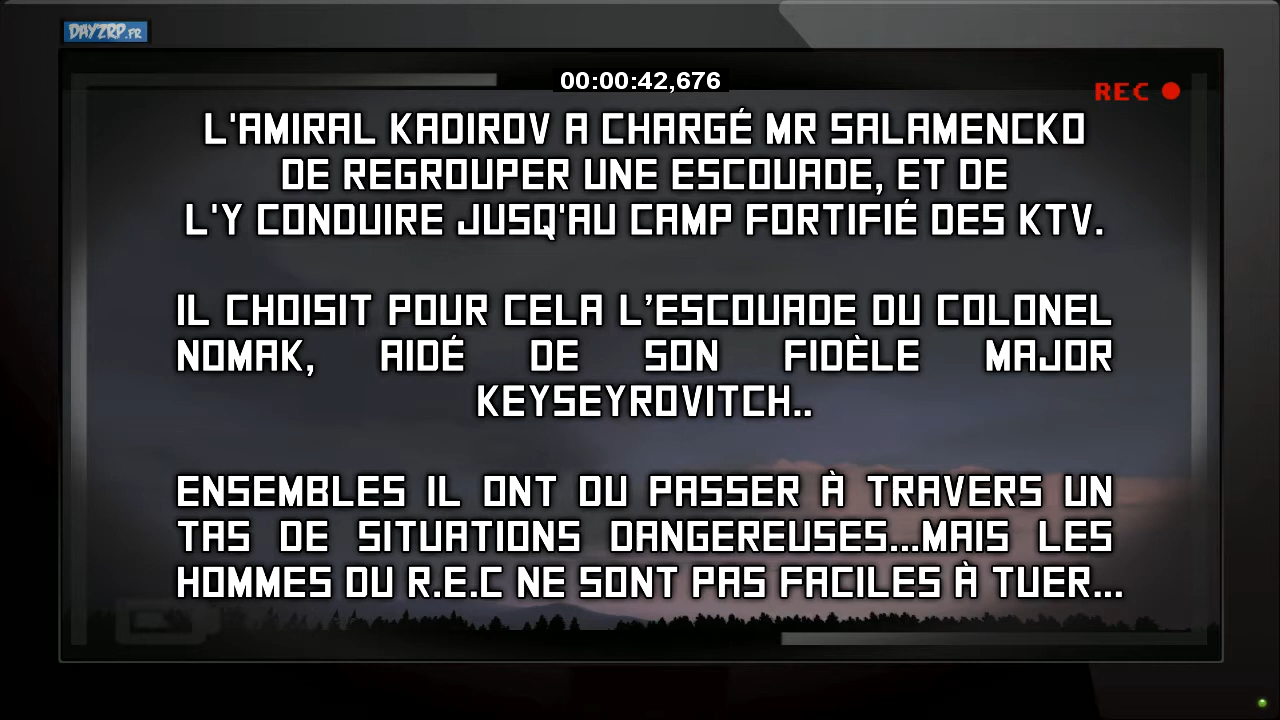 DAYZRP.FR
00:00:42,676
REC
L'AMIRAL KADIROV A CHARGÉ MR SALAMENCKO
DE REGROUPER UNE ESCOUADE, ET DE
L'Y CONDUIRE JUSQ'AU CAMP FORTIFIÉ DES KTV.
IL CHOISIT POUR CELA L'ESCOUADE DU COLONEL
NOMAK, AIDÉ DE SON FIDÈLE MAJOR
KEYSEYROVITCH..
ENSEMBLES IL ONT DU PASSER À TRAVERS UN
TAS DE SITUATIONS DANGEREUSES...MAIS LES
HOMMES DU R.E.C NE SONT PAS FACILES À TUER...